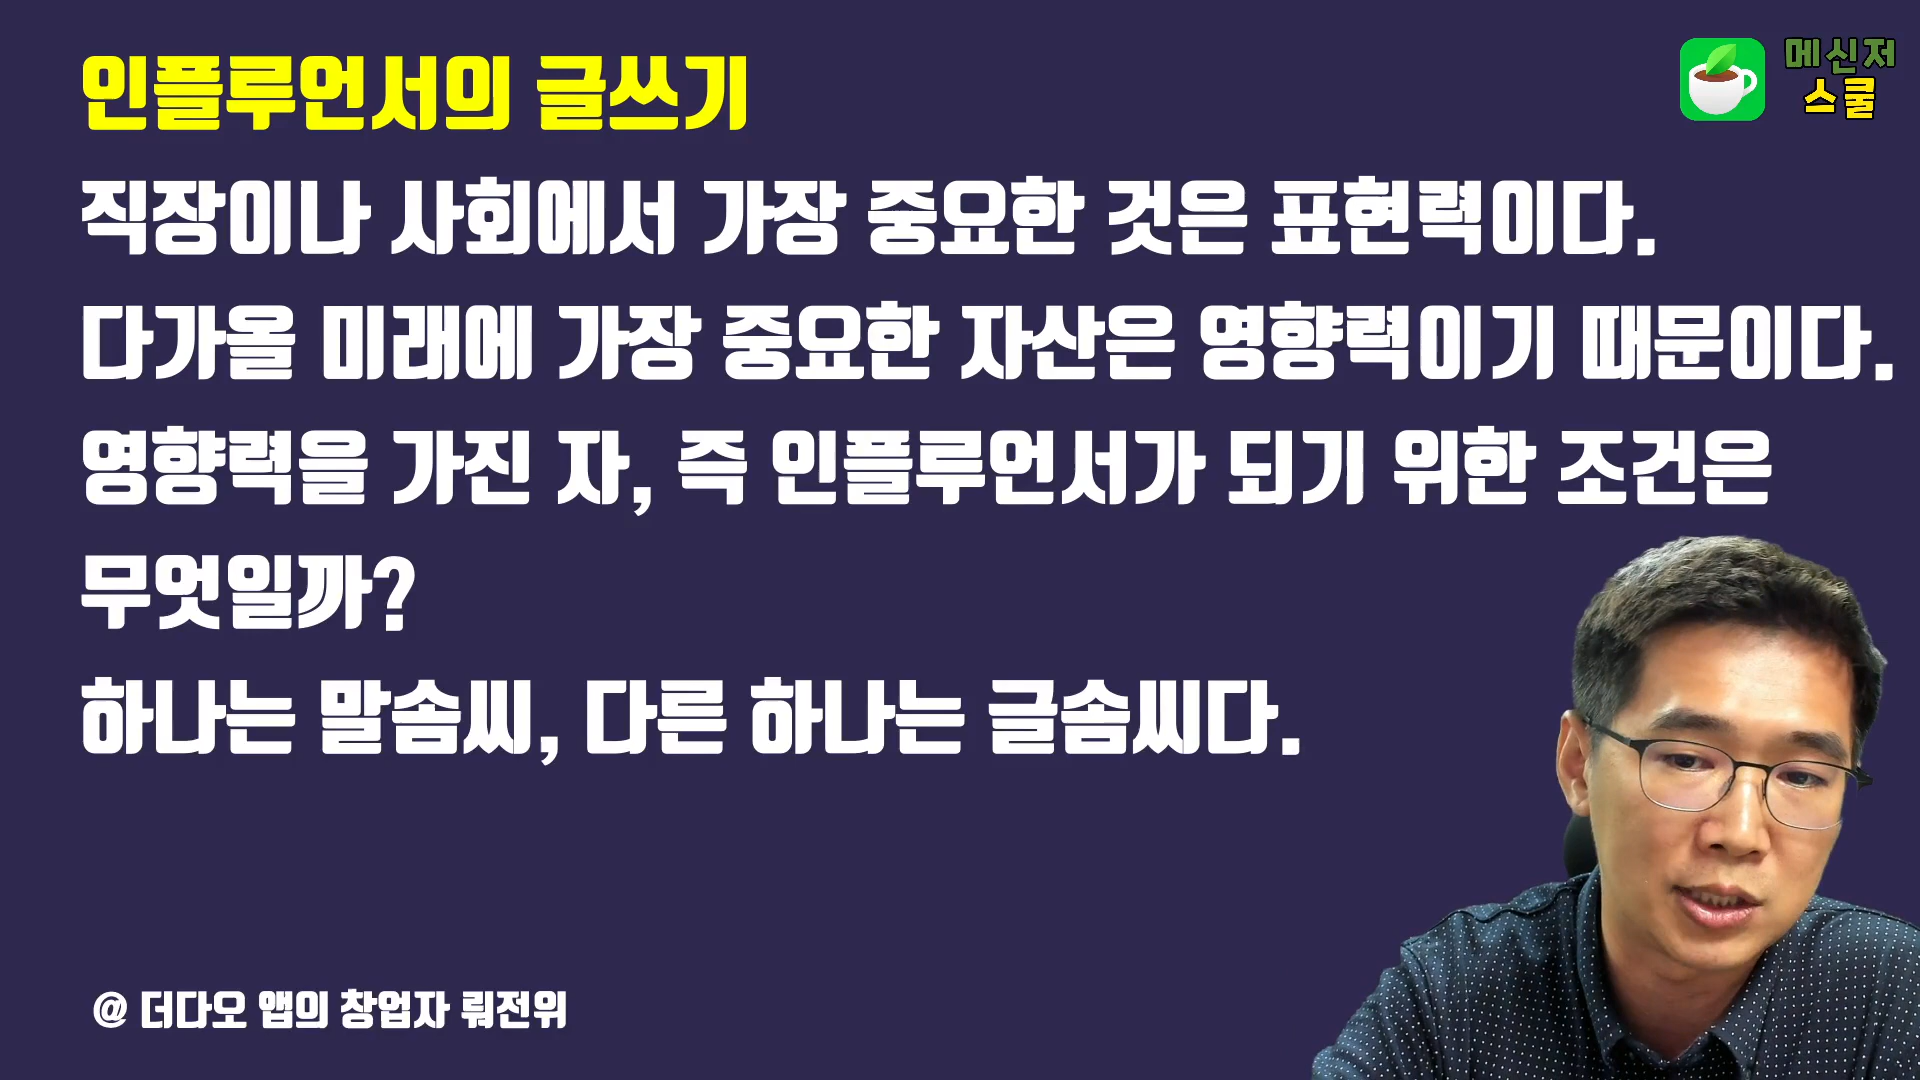 인플루언서의 글쓰기
메신저
스쿨
직장이나 사회에서 가장 중요한 것은 표현력이다.
다가올 미래에 가장 중요한 자산은 영향력이기 때문이다.
영향력을 가진 자, 즉 인플루언서가 되기 위한 조건은
무엇일까?
하나는 말솜씨, 다른 하나는 글솜씨다.
@ 더다오 앱의 창업자 뤄전위